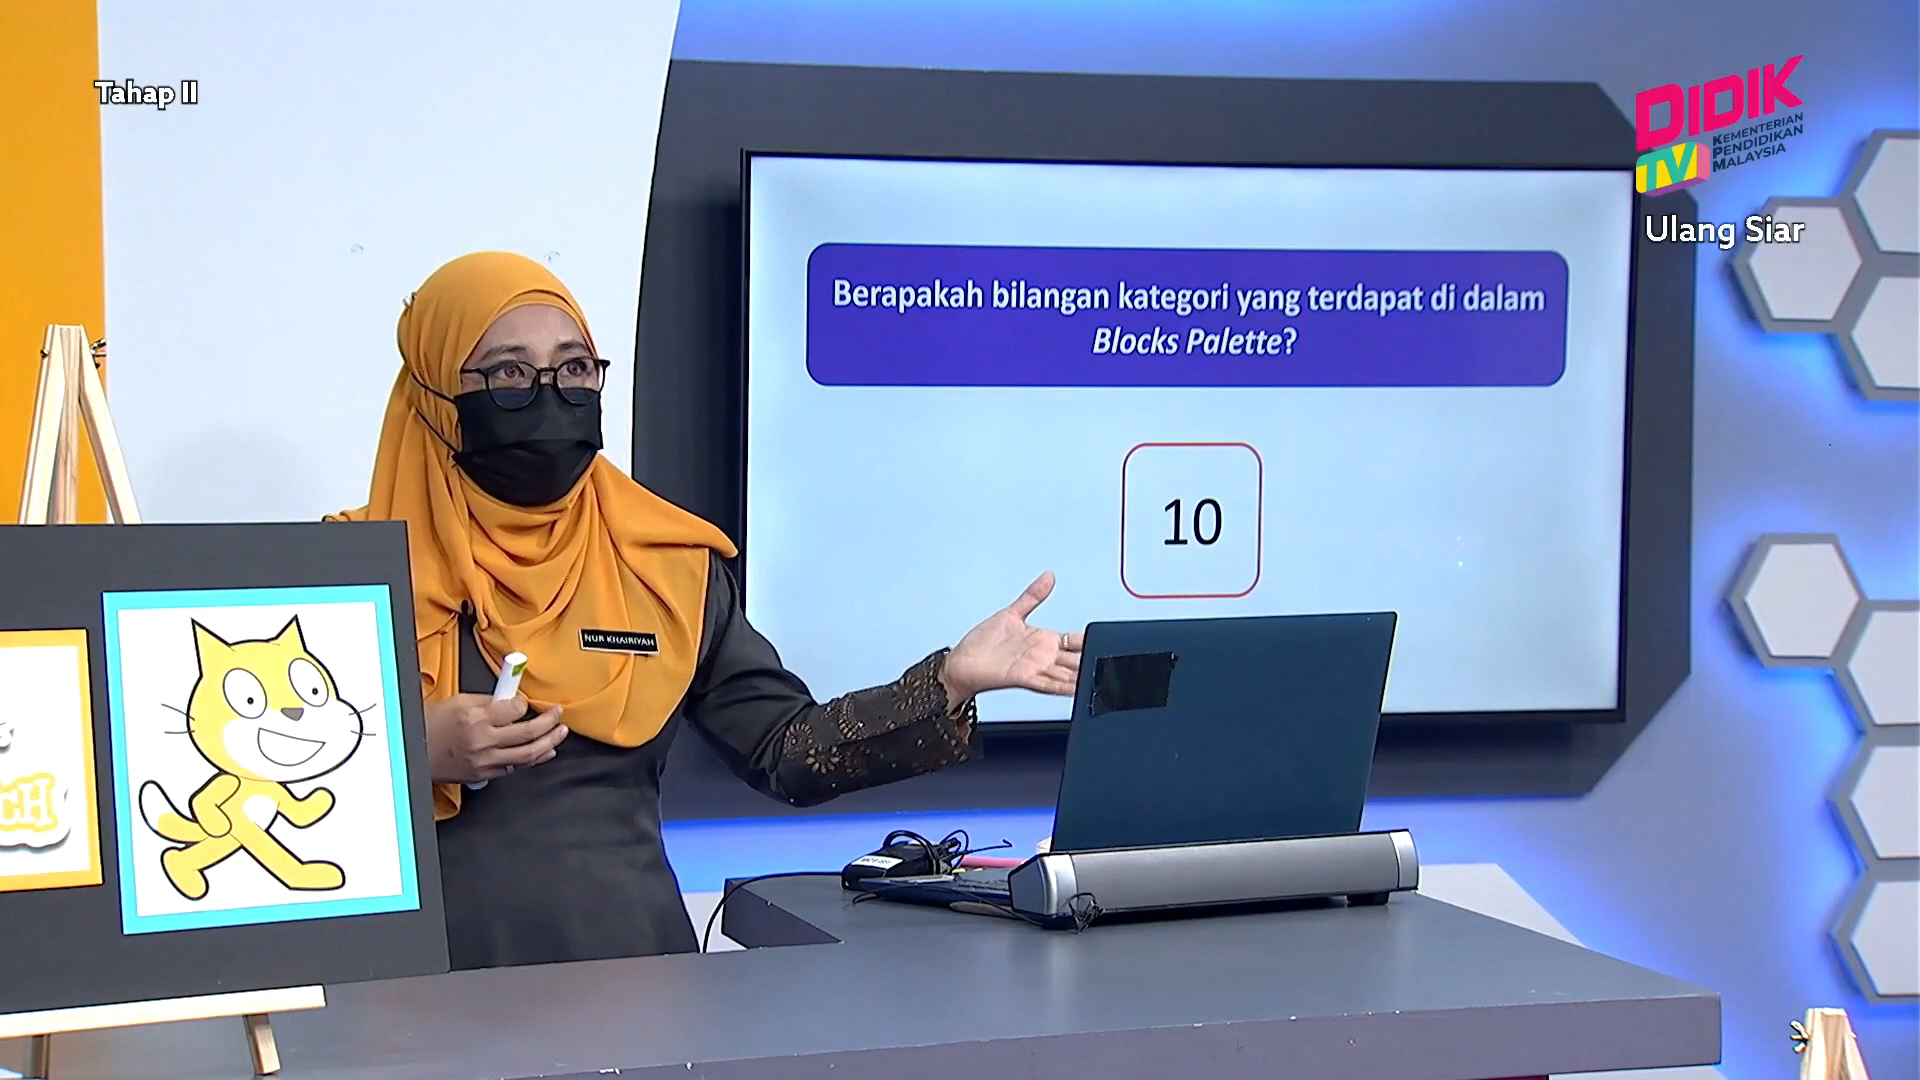 Tahap II
DIDIK
TV
KEMENTERIAN
PENDIDIKAN
MALAYSIA
Ulang Siar
Berapakah bilangan kategori yang terdapat di dalam
Blocks Palette?
10
NUR KHAIRIYAH